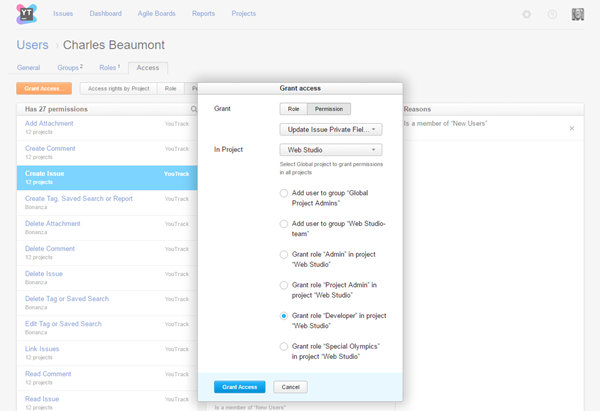 YT
Issues Dashboard Agile Boards Reports Projects
Users › Charles Beaumont
General Groups 2 Roles 1 Access
Grant Access... Access rights by Project Role
Has 27 permissions
Add Attachment YouTrack
12 projects
Create Comment YouTrack
12 projects
Create Issue YouTrack
12 projects
Create Tag, Saved Search or Report YouTrack
Bonanza
Delete Attachment YouTrack
Bonanza
Delete Comment YouTrack
12 projects
Delete Issue YouTrack
Bonanza
Delete Tag or Saved Search YouTrack
Bonanza
Edit Tag or Saved Search YouTrack
Bonanza
Link Issues YouTrack
12 projects
Read Comment YouTrack
12 projects
Read Issue YouTrack
12 projects
Grant access
Grant Role Permission
Update Issue Private Fiel...
In Project Web Studio
Select Global project to grant permissions
in all projects
Add user to group “Global
Project Admins”
Add user to group “Web Studio-
team”
Grant role “Admin” in project
“Web Studio”
Grant role “Project Admin” in
project “Web Studio”
Grant role “Developer” in project
“Web Studio”
Grant role “Special Olympics”
in project “Web Studio”
Grant Access Cancel
Reasons
Is a member of “New Users”
Is a member of “New Users”